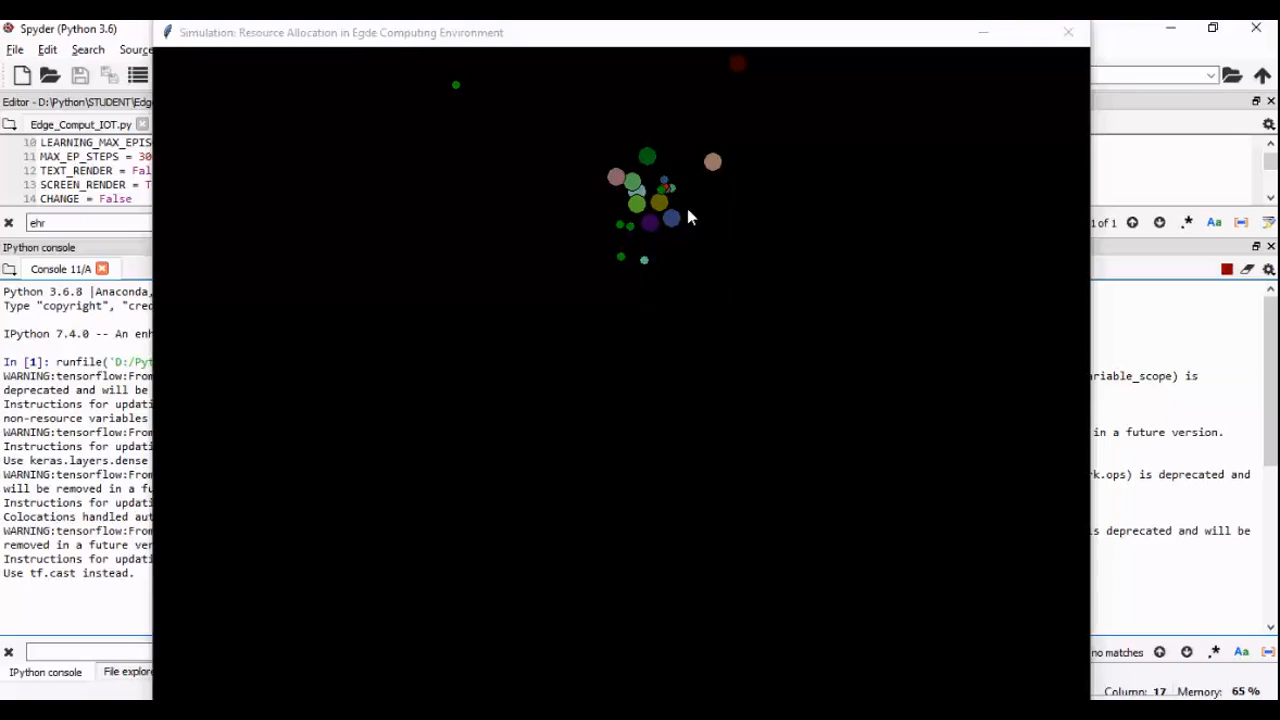 Spyder (Python 3.6)
Simulation: Resource Allocation in Egde Computing Environment
File Edit Search Sourc
Editor - D:\Python\STUDENT\Edg
Edge_Comput_IOT.py
10 LEARNING_MAX_EPIS
11 MAX_EP_STEPS = 30
12 TEXT_RENDER = Fal
13 SCREEN_RENDER = T
14 CHANGE = False
ehr
1 of 1
Aa
IPython console
Console 11/A
Python 3.6.8 |Anaconda,
Type "copyright", "cred
IPython 7.4.0 -- An enh
In [1]: runfile('D:/Pyt
WARNING:tensorflow:From
ariable_scope) is
deprecated and will be
Instructions for updati
non-resource variables
WARNING:tensorflow:From
in a future version.
Instructions for updati
Use keras.layers.dense
WARNING:tensorflow:From
rk.ops) is deprecated and
will be removed in a fu
Instructions for updati
Colocations handled aut
WARNING:tensorflow:From
is deprecated and will be
removed in a future ver
Instructions for updati
Use tf.cast instead.
no matches
Aa
IPython console File explor
Column: 17 Memory: 65 %